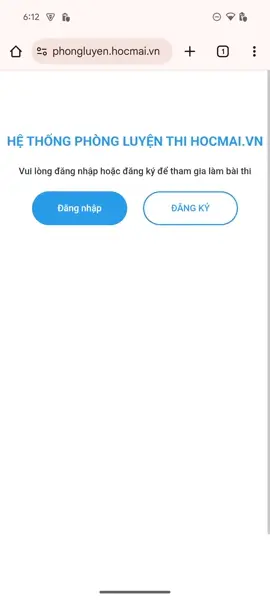 6:12
phongluyen.hocmai.vn
1
HỆ THỐNG PHÒNG LUYỆN THI HOCMAI.VN
Vui lòng đăng nhập hoặc đăng ký để tham gia làm bài thi
Đăng nhập
ĐĂNG KÝ